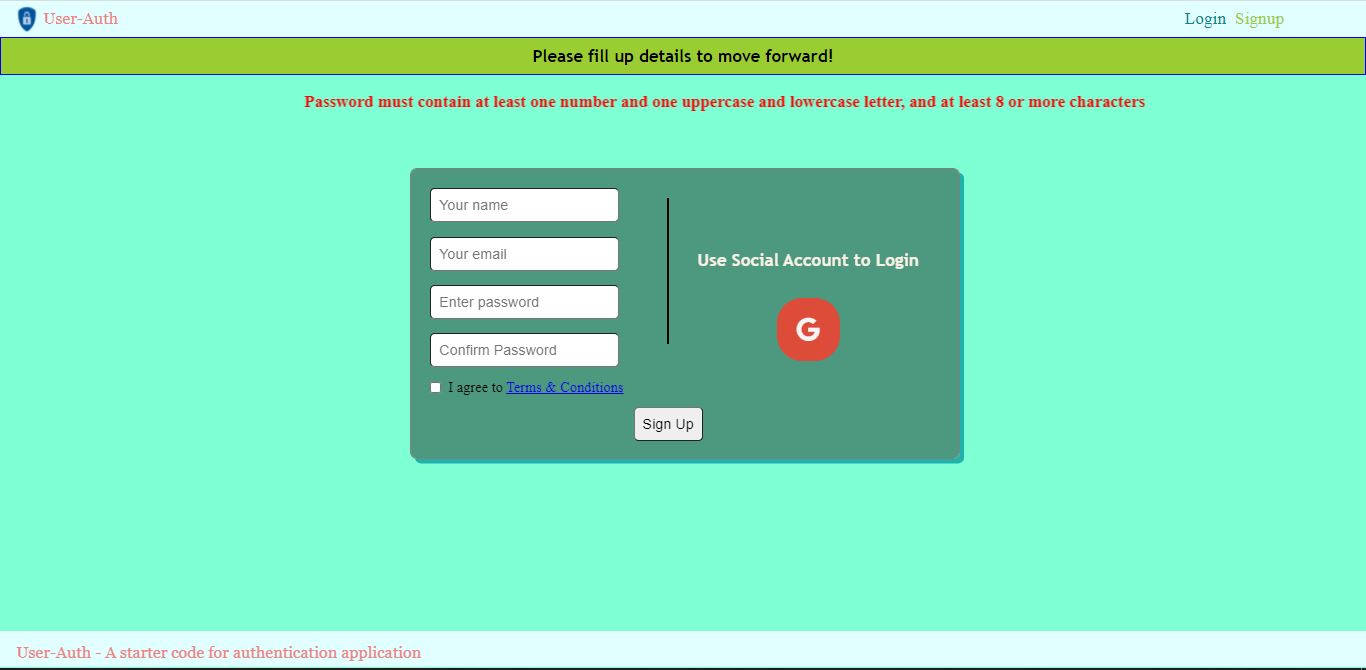 User-Auth
Login Signup
Please fill up details to move forward!
Password must contain at least one number and one uppercase and lowercase letter, and at least 8 or more characters
Your name
Your email
Enter password
Confirm Password
I agree to Terms & Conditions
Use Social Account to Login
G
Sign Up
User-Auth - A starter code for authentication application